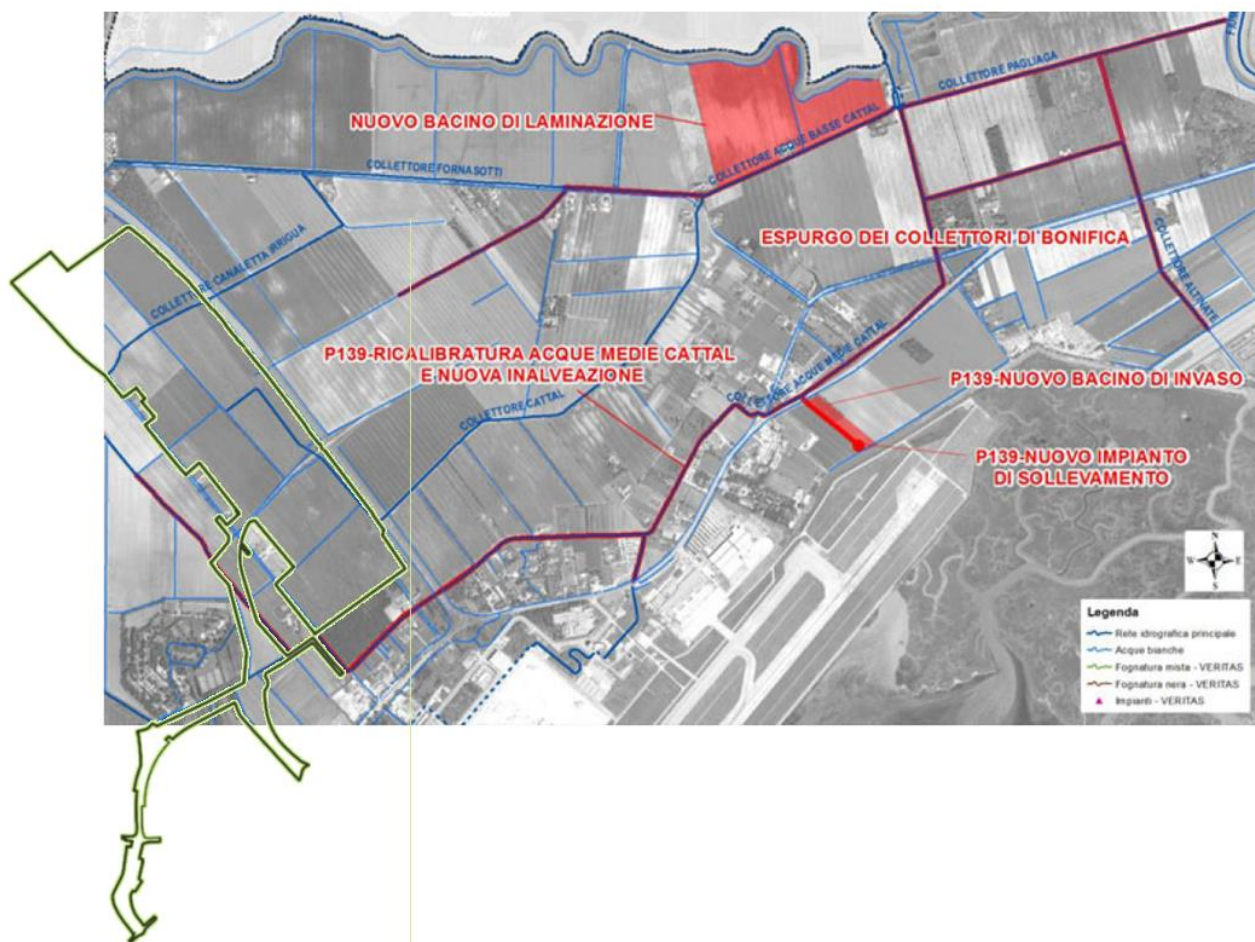 COLLETTORE PAGLIAGA
NUOVO BACINO DI LAMINAZIONE
COLLETTORE ACQUE BASSE CATTAL
COLLETTORE FORNASOTTI
ESPURGO DEI COLLETTORI DI BONIFICA
COLLETTORE CANALETTA IRRIGUA
COLLETTORE ALTINATE
P139-RICALIBRATURA ACQUE MEDIE CATTAL
E NUOVA INALVEAZIONE
COLLETTORE ACQUE MEDIE CATTAL
P139-NUOVO BACINO DI INVASO
COLLETTORE CATTAL
P139-NUOVO IMPIANTO
DI SOLLEVAMENTO
N
W E
S
Legenda
Rete idrografica principale
Acque bianche
Fognatura mista - VERITAS
Fognatura nera - VERITAS
Impianti - VERITAS